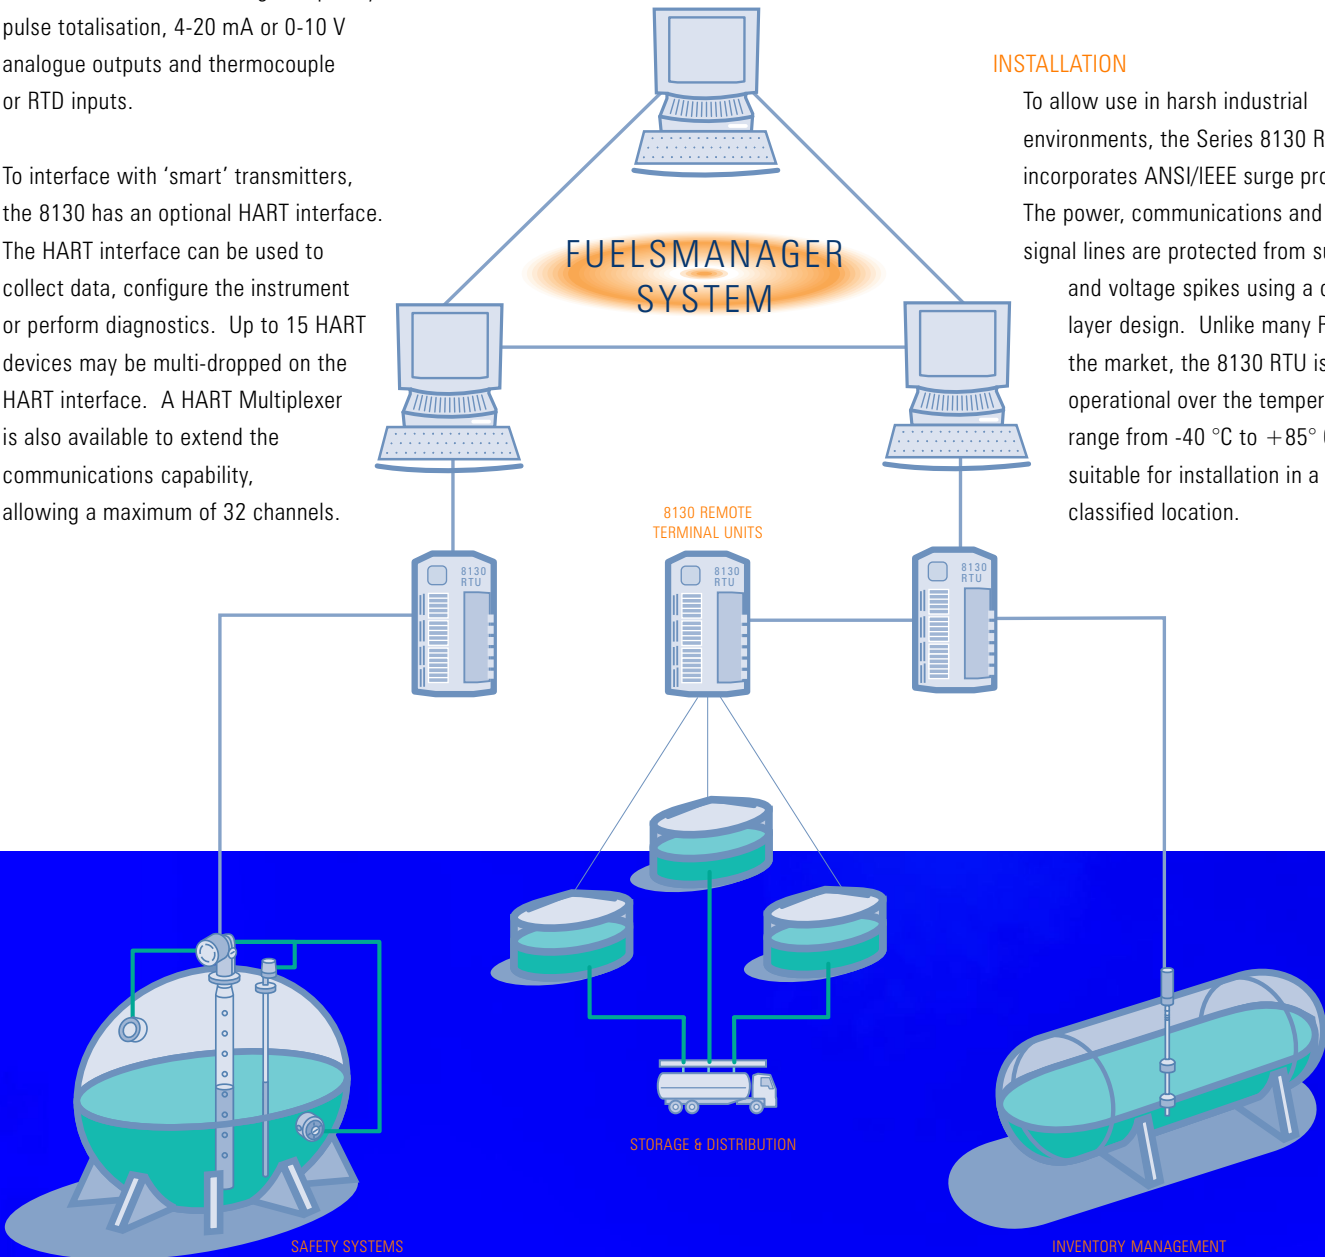 pulse totalisation, 4-20 mA or 0-10 V
analogue outputs and thermocouple
or RTD inputs.
To interface with ‘smart’ transmitters,
the 8130 has an optional HART interface.
The HART interface can be used to
collect data, configure the instrument
or perform diagnostics. Up to 15 HART
devices may be multi-dropped on the
HART interface. A HART Multiplexer
is also available to extend the
communications capability,
allowing a maximum of 32 channels.
FUELSMANAGER
SYSTEM
INSTALLATION
To allow use in harsh industrial
environments, the Series 8130 R
incorporates ANSI/IEEE surge pro
The power, communications and
signal lines are protected from su
and voltage spikes using a
layer design. Unlike many
the market, the 8130 RTU is
operational over the temper
range from -40 °C to +85°
suitable for installation in a
classified location.
8130 REMOTE
TERMINAL UNITS
8130
RTU
8130
RTU
8130
RTU
STORAGE & DISTRIBUTION
SAFETY SYSTEMS
INVENTORY MANAGEMENT